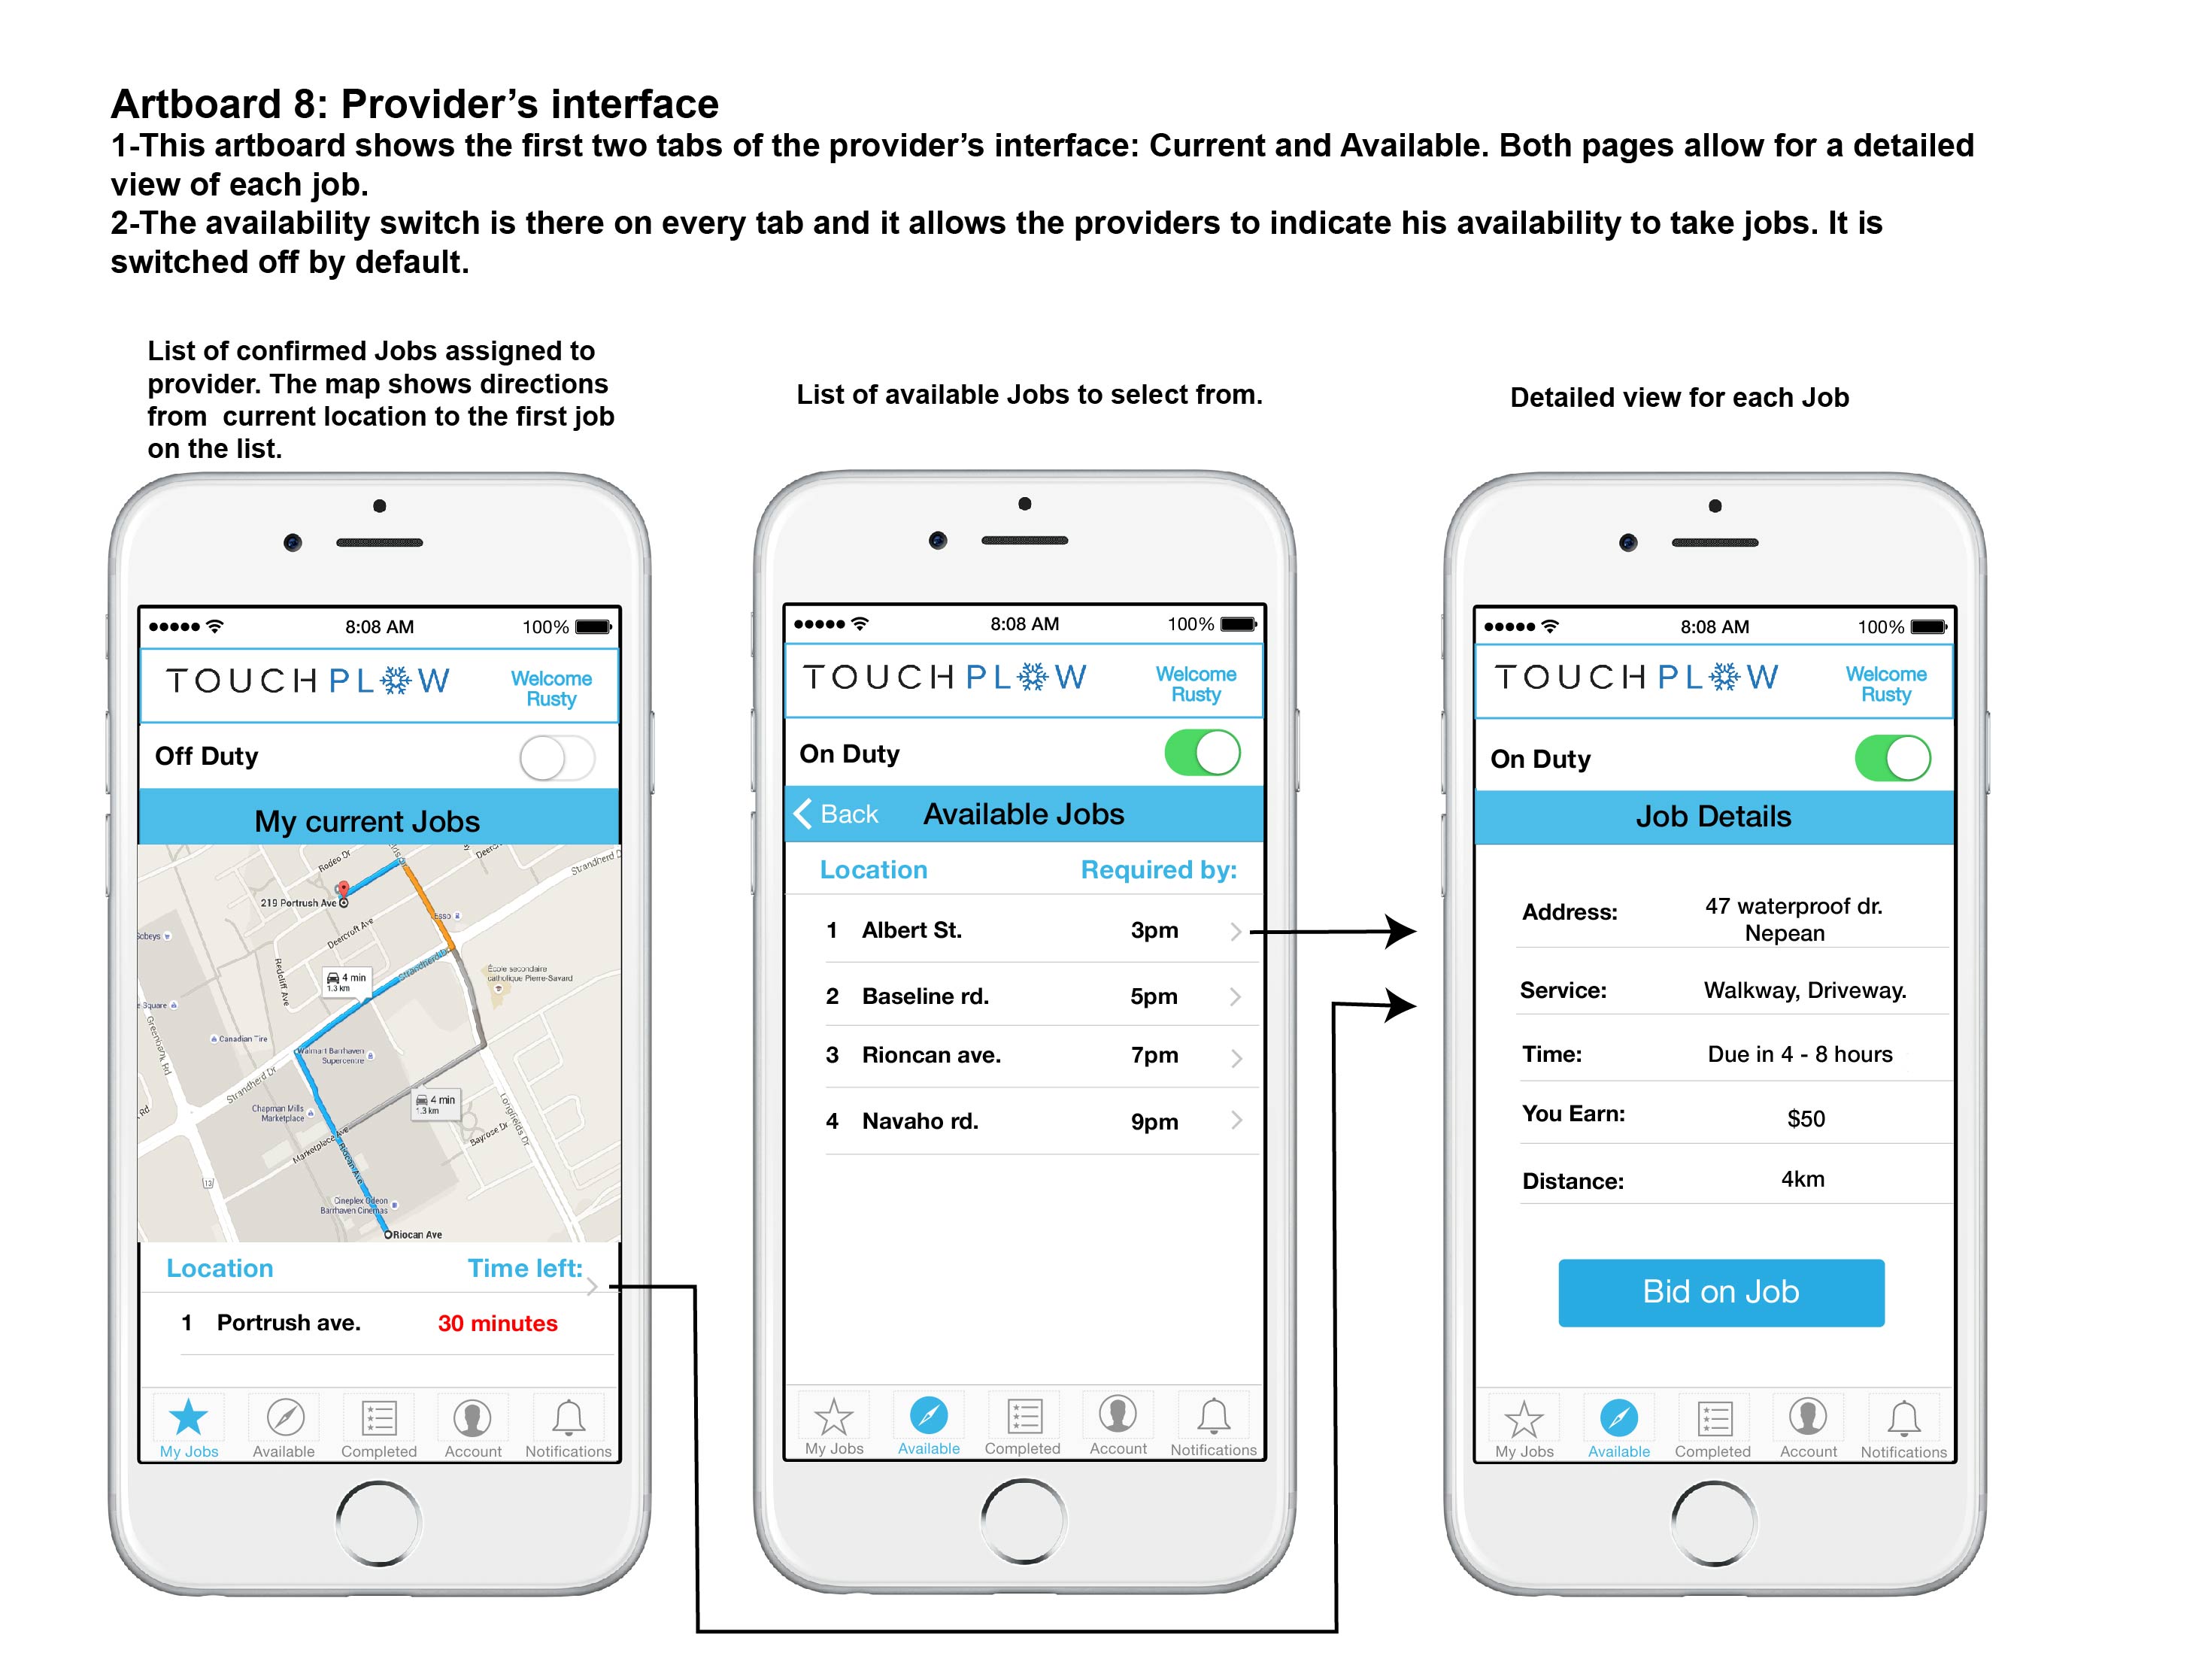 Artboard 8: Provider's interface
1-This artboard shows the first two tabs of the provider's interface: Current and Available. Both pages allow for a detailed
view of each job.
2-The availability switch is there on every tab and it allows the providers to indicate his availability to take jobs. It is
switched off by default.
List of confirmed Jobs assigned to
provider. The map shows directions
from current location to the first job
on the list.
8:08 AM 100%
TOUCHPLOW
Welcome
Rusty
Off Duty
My current Jobs
Rodeo Dr
Strandherd D
219 Portrush Ave
Esso
Deercroft Ave
Sobeys
Strandherd Dr
Redcliff Ave
École secondaire
catholique Pierre-Savard
4 min
1.3 km
Square
Greenbank Rd
Canadian Tire
Walmart Barrhaven
Supercentre
Strandherd Dr
4 min
1.3 km
Rd
Chapman Mills
Marketplace
Longfields Dr
Marketplace Ave
Bayrose Dr
Riocan Ave
13
Cineplex Odeon
Barrhaven Cinemas
Riocan Ave
Location Time left:
1 Portrush ave. 30 minutes
My Jobs Available Completed Account Notifications
List of available Jobs to select from.
8:08 AM 100%
TOUCHPLOW
Welcome
Rusty
On Duty
Back Available Jobs
Location Required by:
1 Albert St. 3pm
2 Baseline rd. 5pm
3 Rioncan ave. 7pm
4 Navaho rd. 9pm
My Jobs Available Completed Account Notifications
Detailed view for each Job
8:08 AM 100%
TOUCHPLOW
Welcome
Rusty
On Duty
Job Details
Address: 47 waterproof dr.
Nepean
Service: Walkway, Driveway.
Time: Due in 4 - 8 hours
You Earn: $50
Distance: 4km
Bid on Job
My Jobs Available Completed Account Notifications